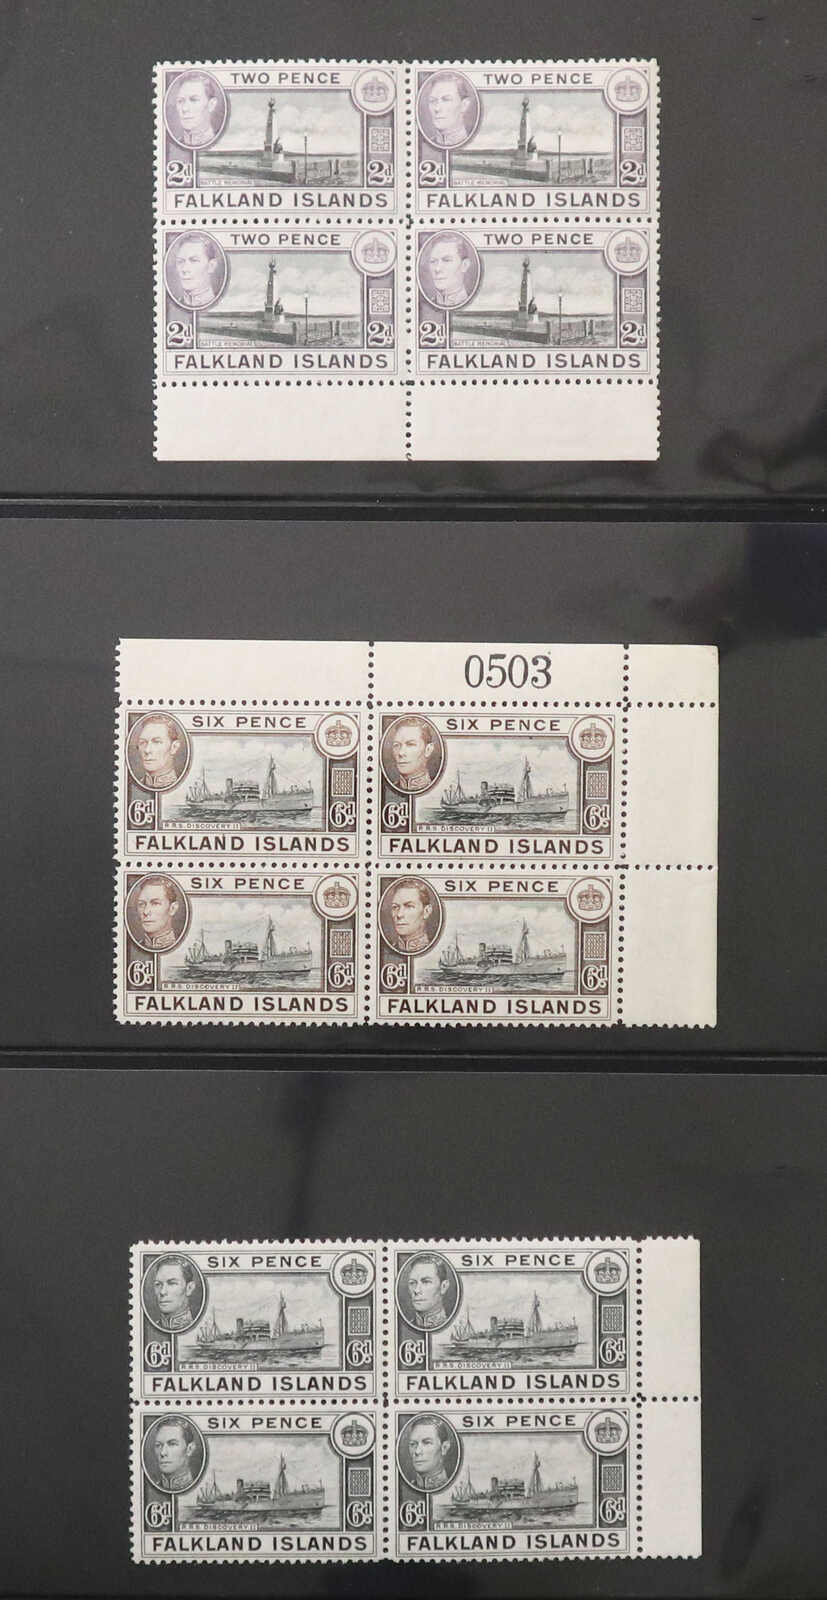 TWO PENCE TWO PENCE
BATTLE MEMORIAL BATTLE MEMORIAL
2d 2d 2d 2d
FALKLAND ISLANDS FALKLAND ISLANDS
TWO PENCE TWO PENCE
BATTLE MEMORIAL BATTLE MEMORIAL
2d 2d 2d 2d
FALKLAND ISLANDS FALKLAND ISLANDS
0503
SIX PENCE SIX PENCE
6d 6d 6d 6d
R.R.S. DISCOVERY II R.R.S. DISCOVERY II
FALKLAND ISLANDS FALKLAND ISLANDS
SIX PENCE SIX PENCE
6d 6d 6d 6d
R.R.S. DISCOVERY II R.R.S. DISCOVERY II
FALKLAND ISLANDS FALKLAND ISLANDS
SIX PENCE SIX PENCE
6d 6d 6d 6d
R.R.S. DISCOVERY II R.R.S. DISCOVERY II
FALKLAND ISLANDS FALKLAND ISLANDS
SIX PENCE SIX PENCE
6d 6d 6d 6d
R.R.S. DISCOVERY II R.R.S. DISCOVERY II
FALKLAND ISLANDS FALKLAND ISLANDS